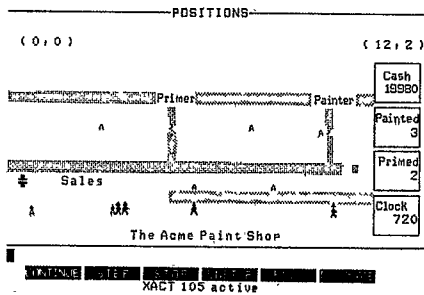 POSITIONS
(0,0) (12,2)
Cash
19980
Primer Painter
Painted
3
Primed
2
Sales
Clock
720
The Acme Paint Shop
CONTINUE STEP
XACT 105 active